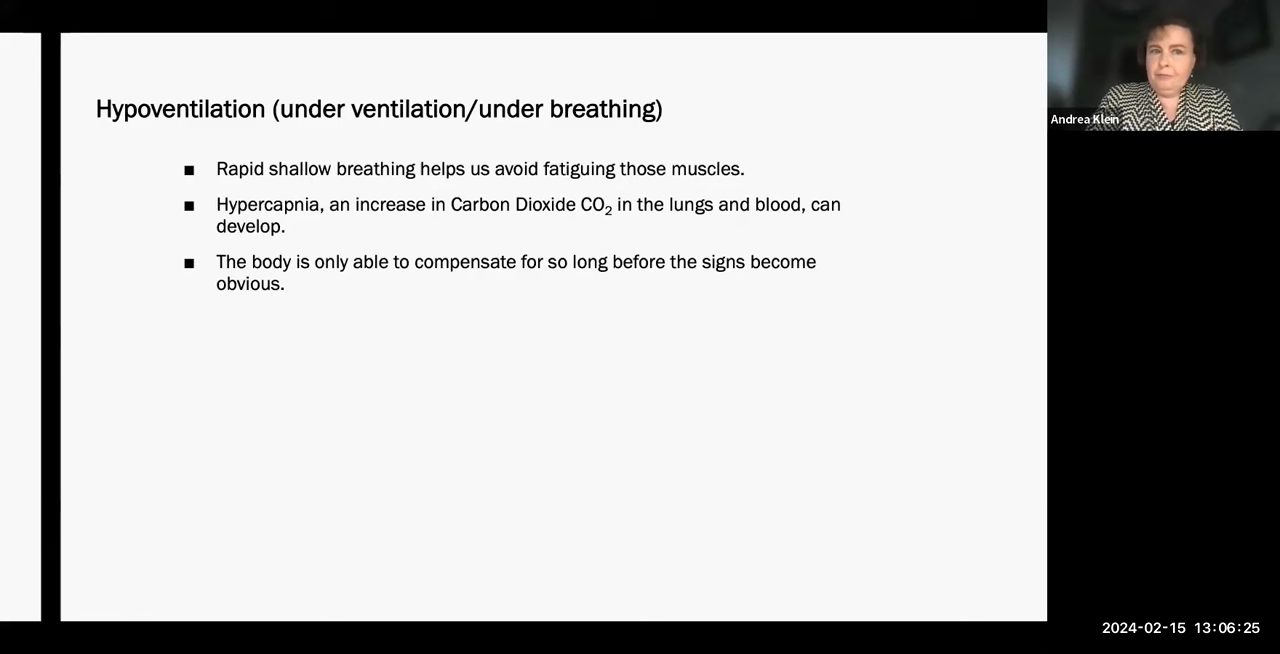 Hypoventilation (under ventilation/under breathing)
■ Rapid shallow breathing helps us avoid fatiguing those muscles.
■ Hypercapnia, an increase in Carbon Dioxide CO₂ in the lungs and blood, can
develop.
■ The body is only able to compensate for so long before the signs become
obvious.
Andrea Klein
2024-02-15 13:06:25